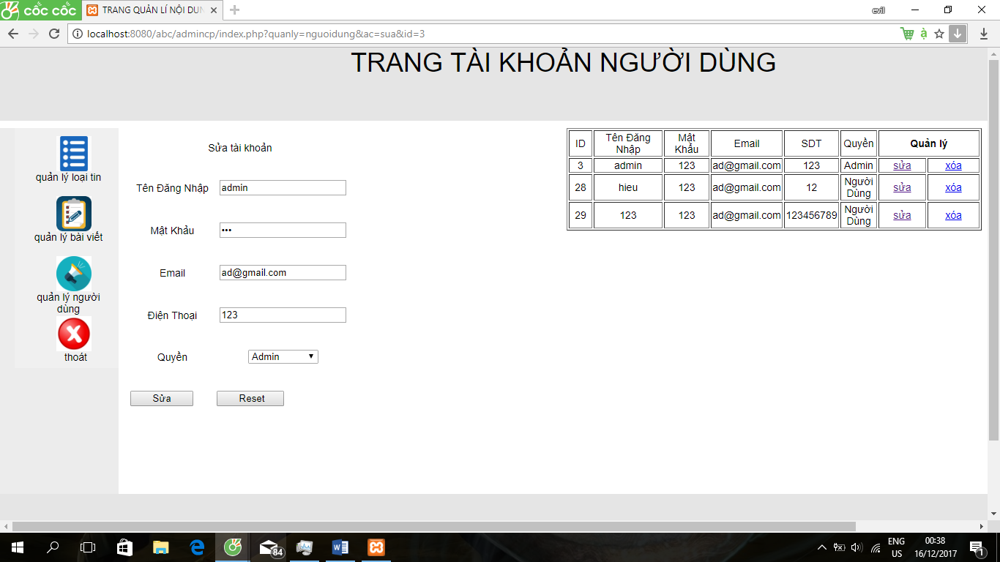 cốc cốc
TRANG QUẢN LÍ NỘI DUN
evil
localhost:8080/abc/admincp/index.php?quanly=nguoidung&ac=sua&id=3
TRANG TÀI KHOẢN NGƯỜI DÙNG
quản lý loại tin
quản lý bài viết
quản lý người
dùng
thoát
Sửa tài khoản
Tên Đăng Nhập admin
Mật Khẩu •••
Email ad@gmail.com
Điện Thoại 123
Quyền Admin
Sửa Reset
ID Tên Đăng Nhập Mật Khẩu Email SDT Quyền Quản lý
3 admin 123 ad@gmail.com 123 Admin sửa xóa
28 hieu 123 ad@gmail.com 12 Người Dùng sửa xóa
29 123 123 ad@gmail.com 123456789 Người Dùng sửa xóa
84
ENG
US
00:38
16/12/2017
1